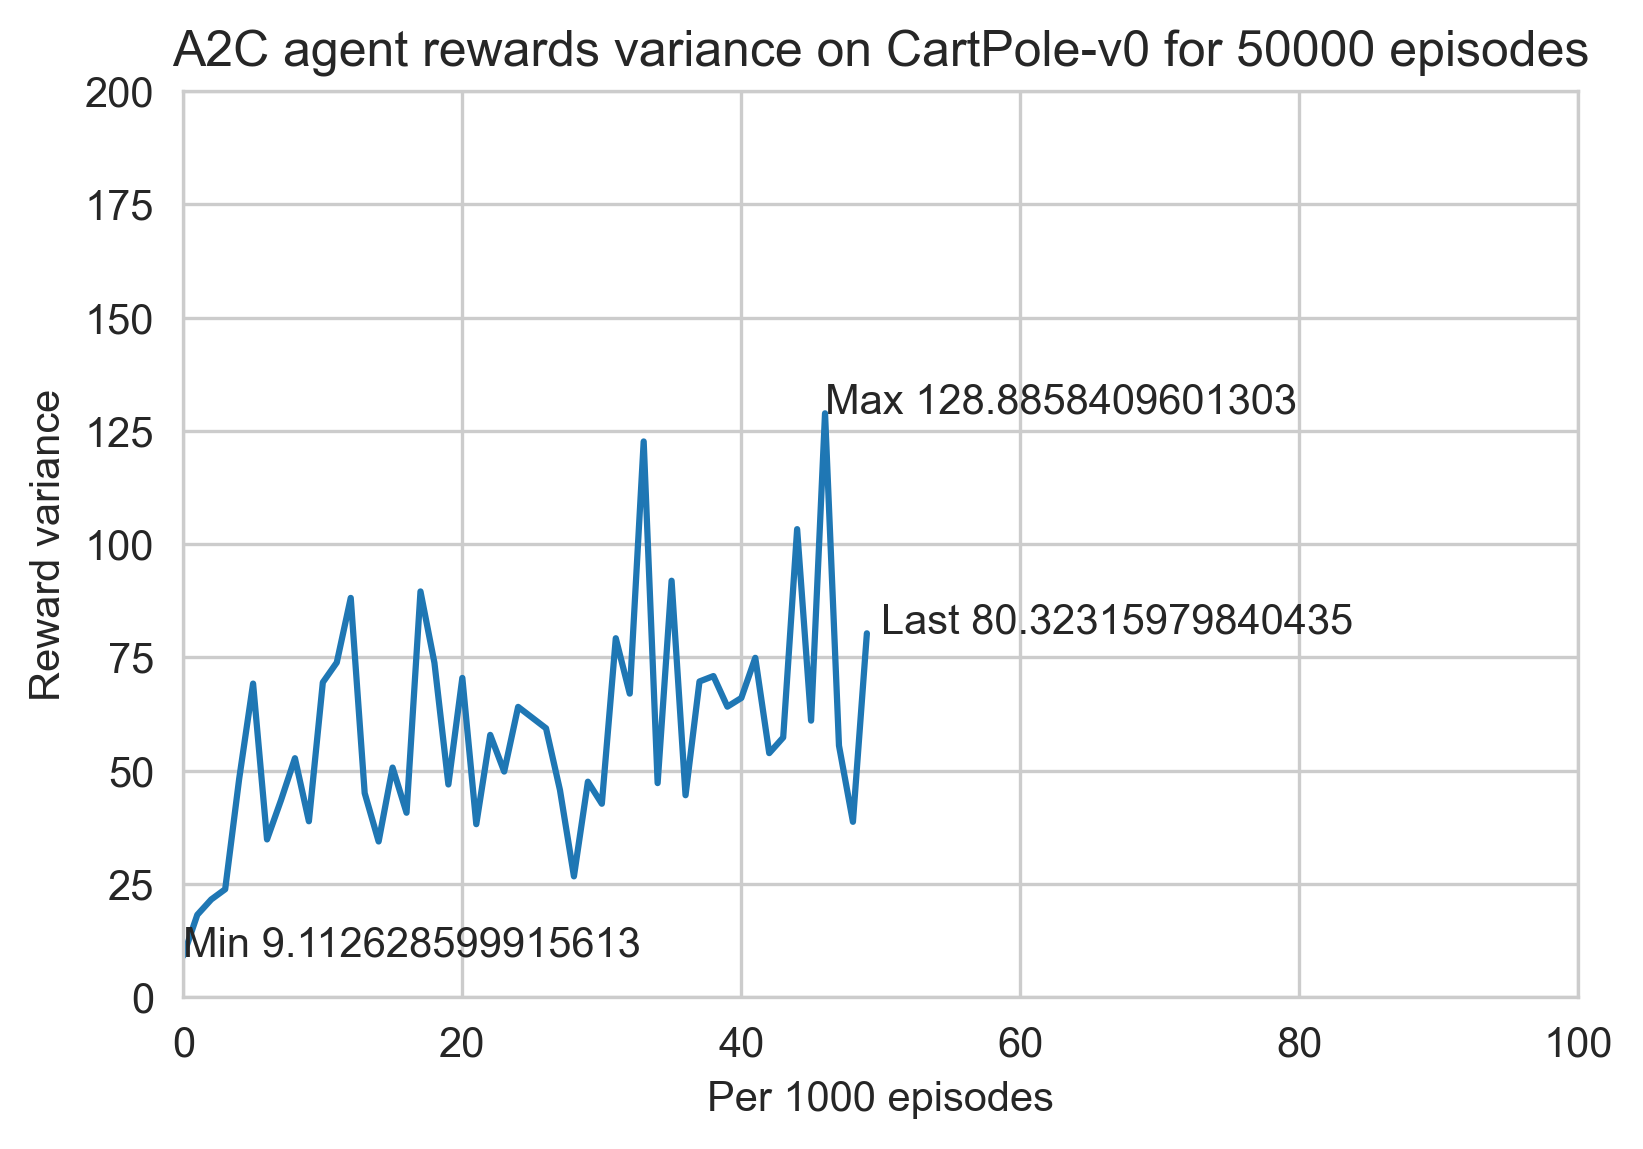 A2C agent rewards variance on CartPole-v0 for 50000 episodes
200
175
150
125
100
75
50
25
0
Reward variance
Max 128.8858409601303
Last 80.32315979840435
Min 9.112628599915613
0 20 40 60 80 100
Per 1000 episodes